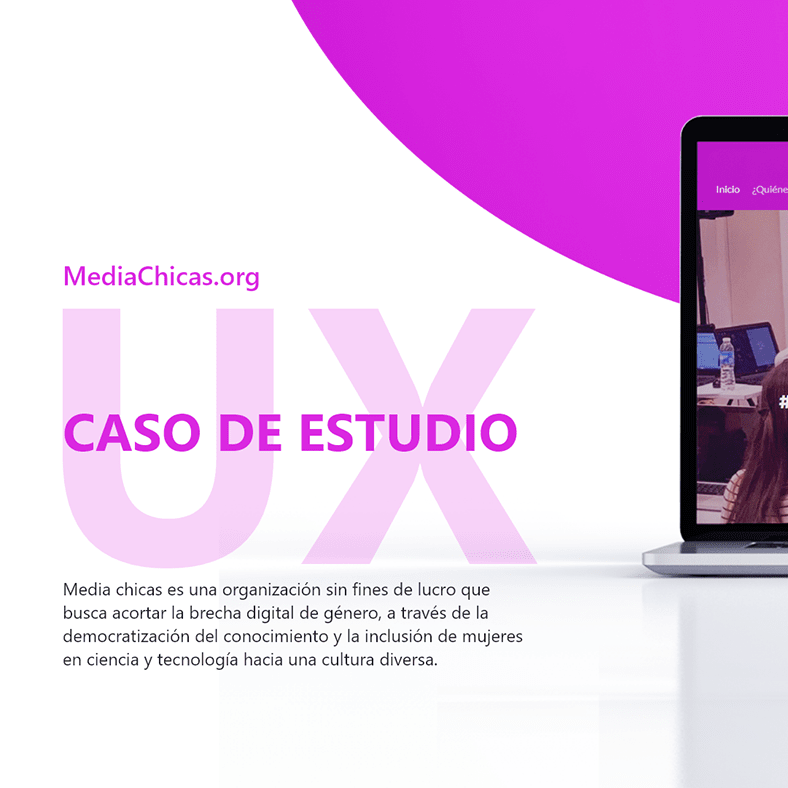 Inicio
MediaChicas.org
UX
CASO DE ESTUDIO
#
Media chicas es una organización sin fines de lucro que
busca acortar la brecha digital de género, a través de la
democratización del conocimiento y la inclusión de mujeres
en ciencia y tecnología hacia una cultura diversa.